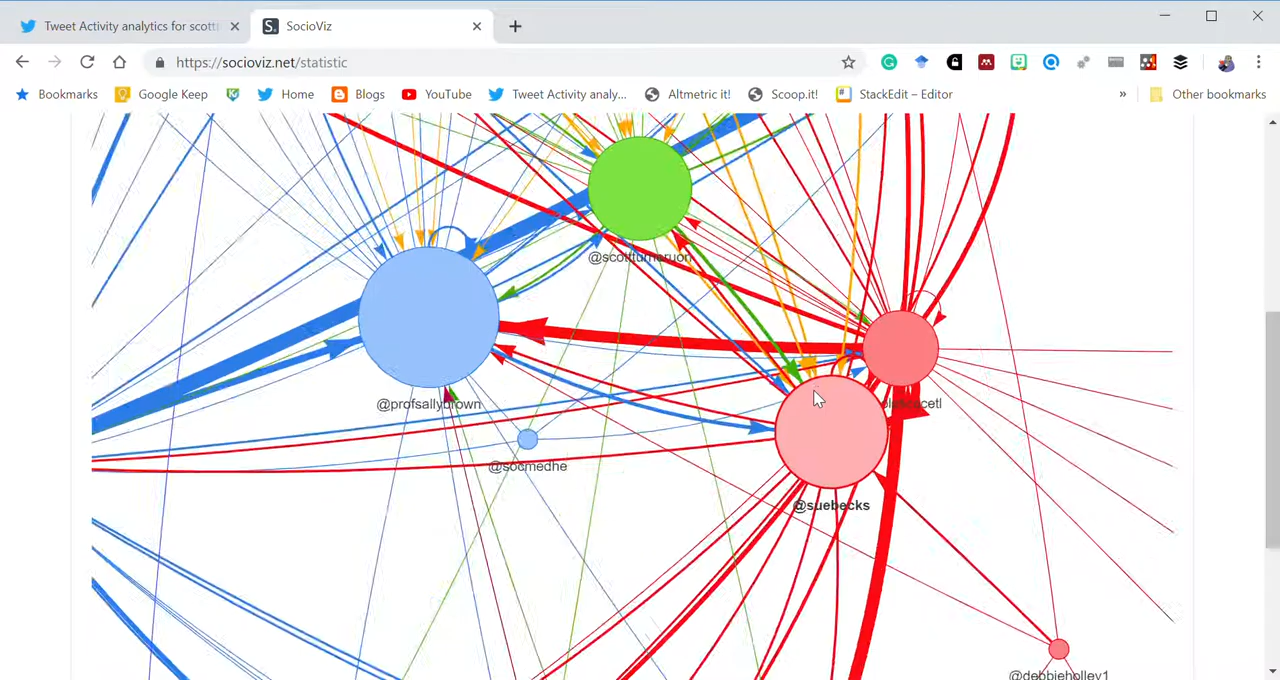 Tweet Activity analytics for scotti
SocioViz
https://socioviz.net/statistic
Bookmarks
Google Keep
Home
Blogs
YouTube
Tweet Activity analy...
Altmetric it!
Scoop.it!
StackEdit – Editor
»
Other bookmarks
@scottturneruon
@profsallybrown
@socmedhe
@suebecks
@debbieholley1